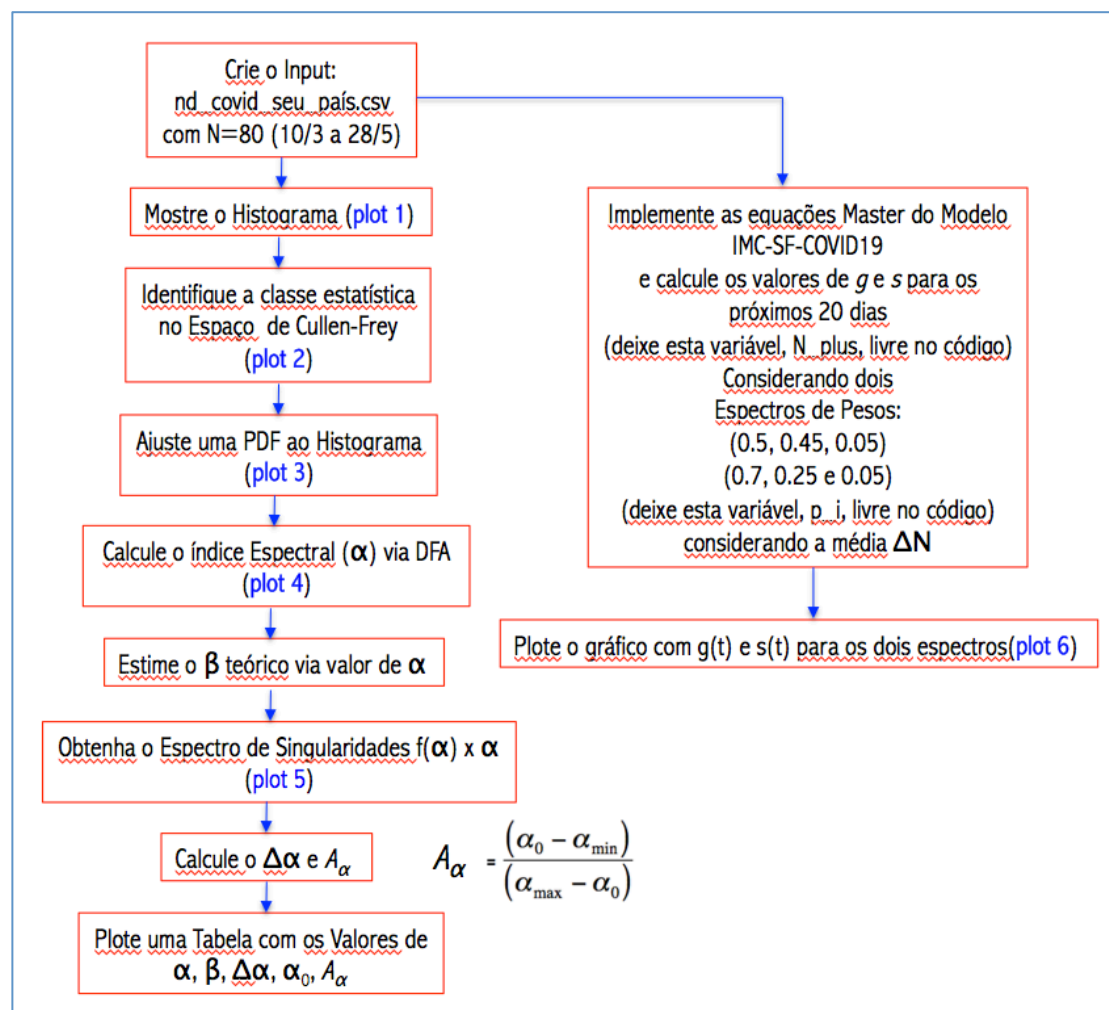 Crie o Input:
nd_covid_seu_país.csv
com N=80 (10/3 a 28/5)
Mostre o Histograma (plot 1)
Identifique a classe estatística
no Espaço de Cullen-Frey
(plot 2)
Ajuste uma PDF ao Histograma
(plot 3)
Calcule o índice Espectral (α) via DFA
(plot 4)
Estime o β teórico via valor de α
Obtenha o Espectro de Singularidades f(α) x α
(plot 5)
Calcule o Δα e Aα
Aα = (α0 − αmin) / (αmax − α0)
Plote uma Tabela com os Valores de
α, β, Δα, α0, Aα
Implemente as equações Master do Modelo
IMC-SF-COVID19
e calcule os valores de g e s para os
próximos 20 dias
(deixe esta variável, N_plus, livre no código)
Considerando dois
Espectros de Pesos:
(0.5, 0.45, 0.05)
(0.7, 0.25 e 0.05)
(deixe esta variável, p_i, livre no código)
considerando a média ΔN
Plote o gráfico com g(t) e s(t) para os dois espectros(plot 6)